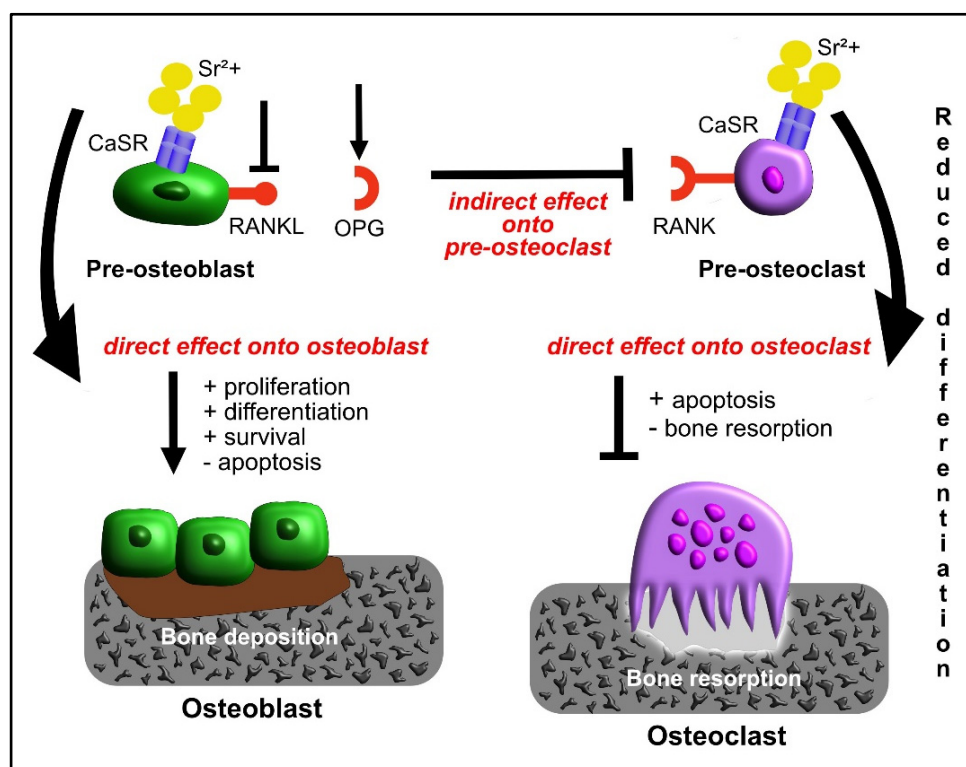 Sr²+
CaSR
RANKL
OPG
Pre-osteoblast
indirect effect
onto
pre-osteoclast
Sr²+
CaSR
RANK
Pre-osteoclast
direct effect onto osteoblast
+ proliferation
+ differentiation
+ survival
- apoptosis
direct effect onto osteoclast
+ apoptosis
- bone resorption
Bone deposition
Osteoblast
Bone resorption
Osteoclast
Reduced differentiation